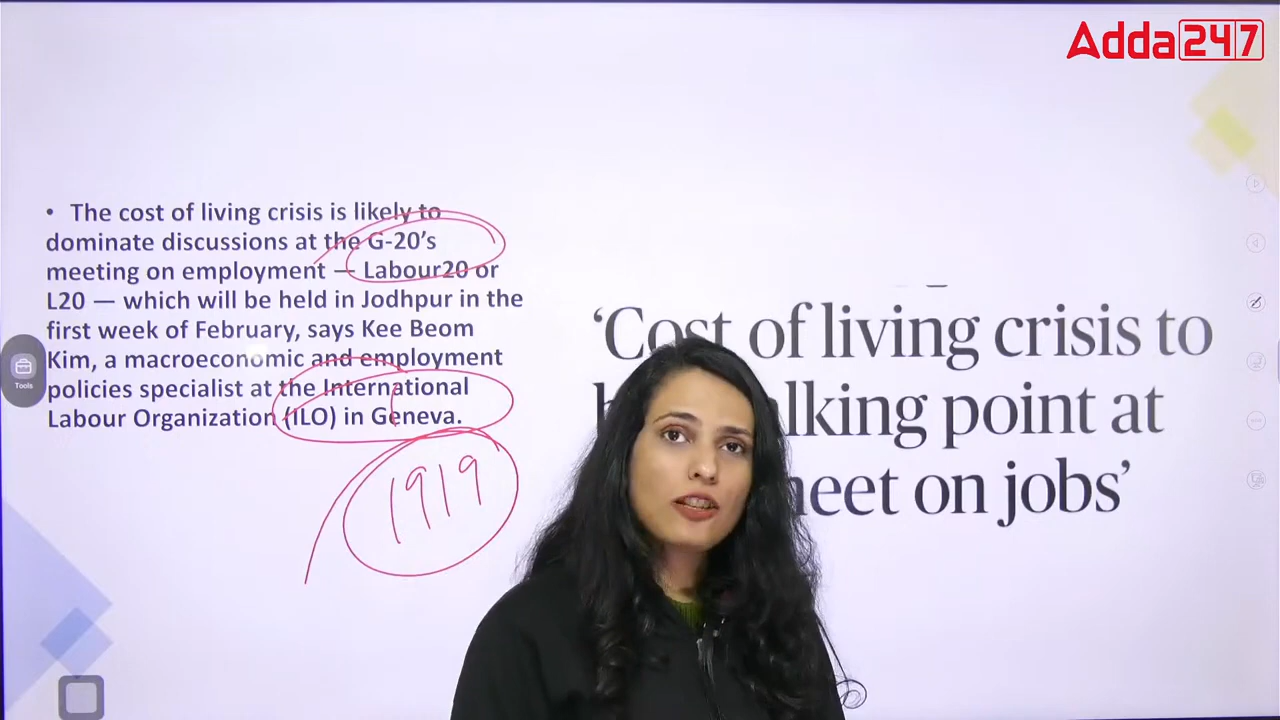 Adda247
• The cost of living crisis is likely to
dominate discussions at the G-20’s
meeting on employment — Labour20 or
L20 — which will be held in Jodhpur in the
first week of February, says Kee Beom
Kim, a macroeconomic and employment
policies specialist at the International
Labour Organization (ILO) in Geneva.
1919
‘Cost of living crisis to
point at
on jobs’
Tools